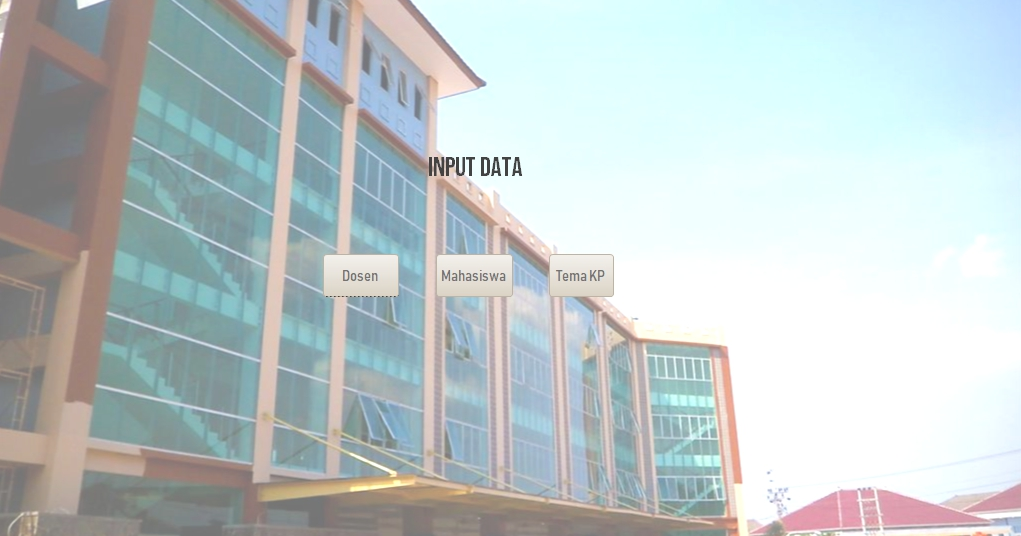 INPUT DATA
Dosen
Mahasiswa
Tema KP